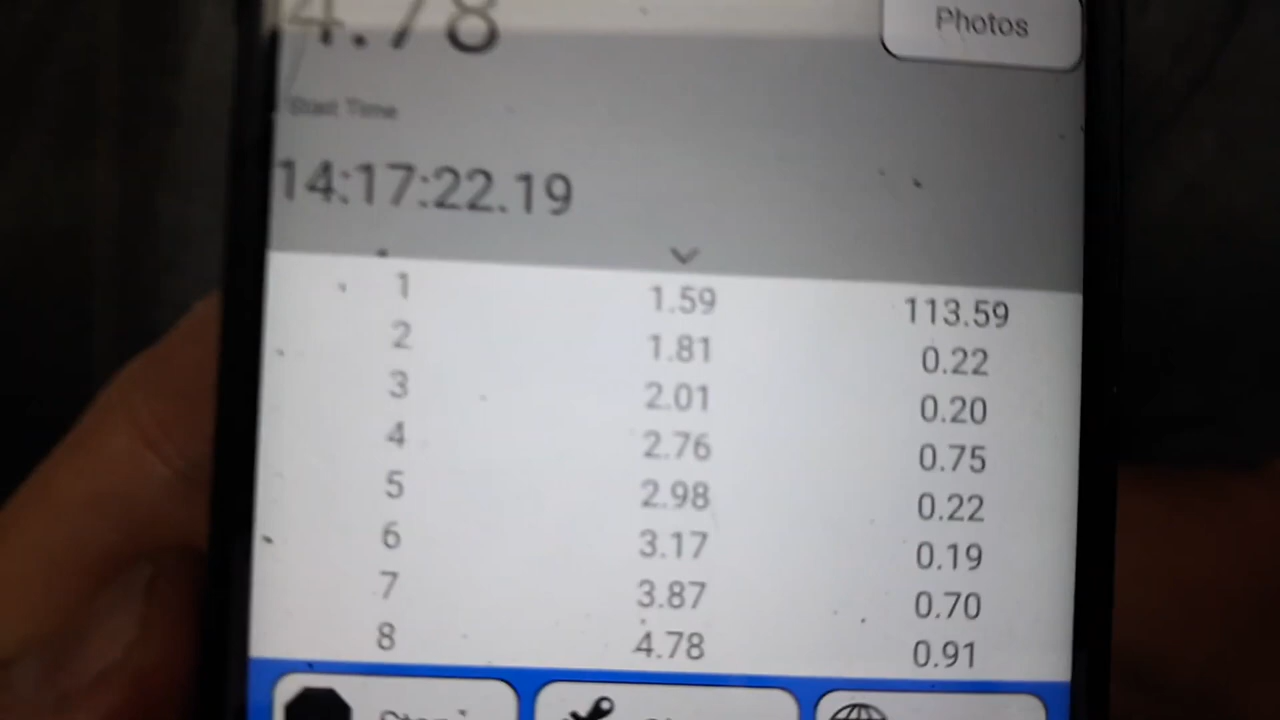 4.78
Photos
Start Time
14:17:22.19
1 1.59 113.59
2 1.81 0.22
3 2.01 0.20
4 2.76 0.75
5 2.98 0.22
6 3.17 0.19
7 3.87 0.70
8 4.78 0.91